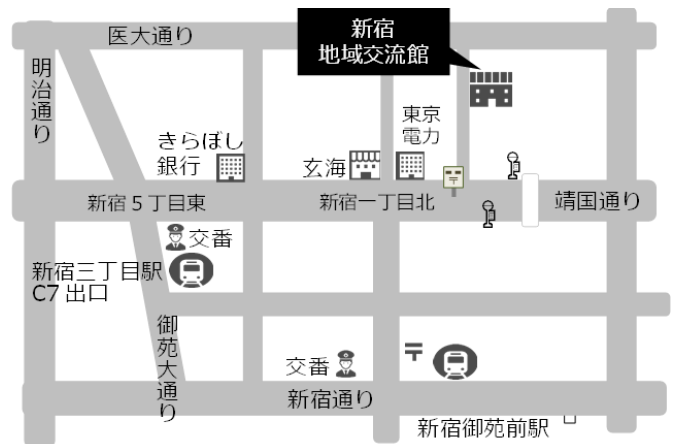 新宿
地域交流館
医大通り
明治通り
東京
電力
きらぼし
銀行
玄海
〒
新宿5丁目東
新宿一丁目北
靖国通り
交番
新宿三丁目駅
C7出口
御苑大通り
交番
〒
新宿通り
新宿御苑前駅